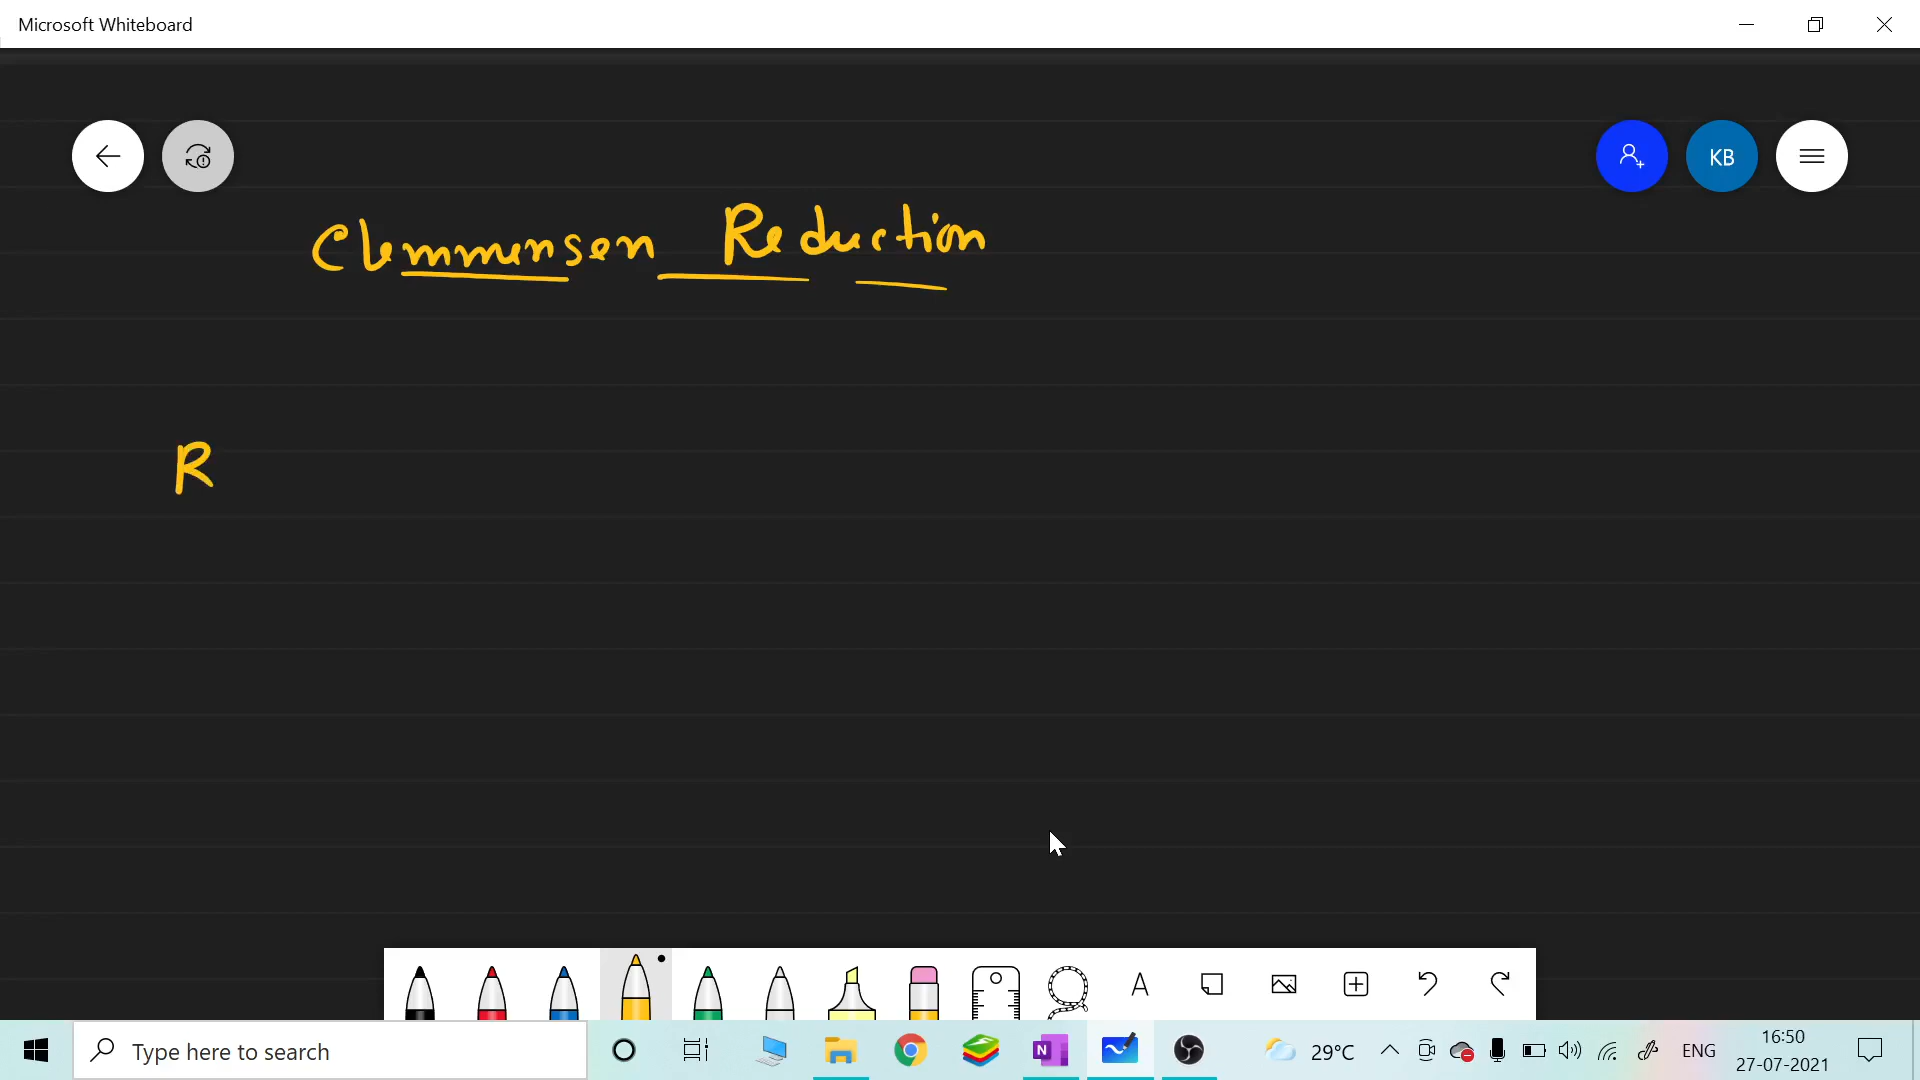 Microsoft Whiteboard
KB
Clemmensen Reduction
R
A
N
Type here to search
29°C
ENG
16:50
27-07-2021